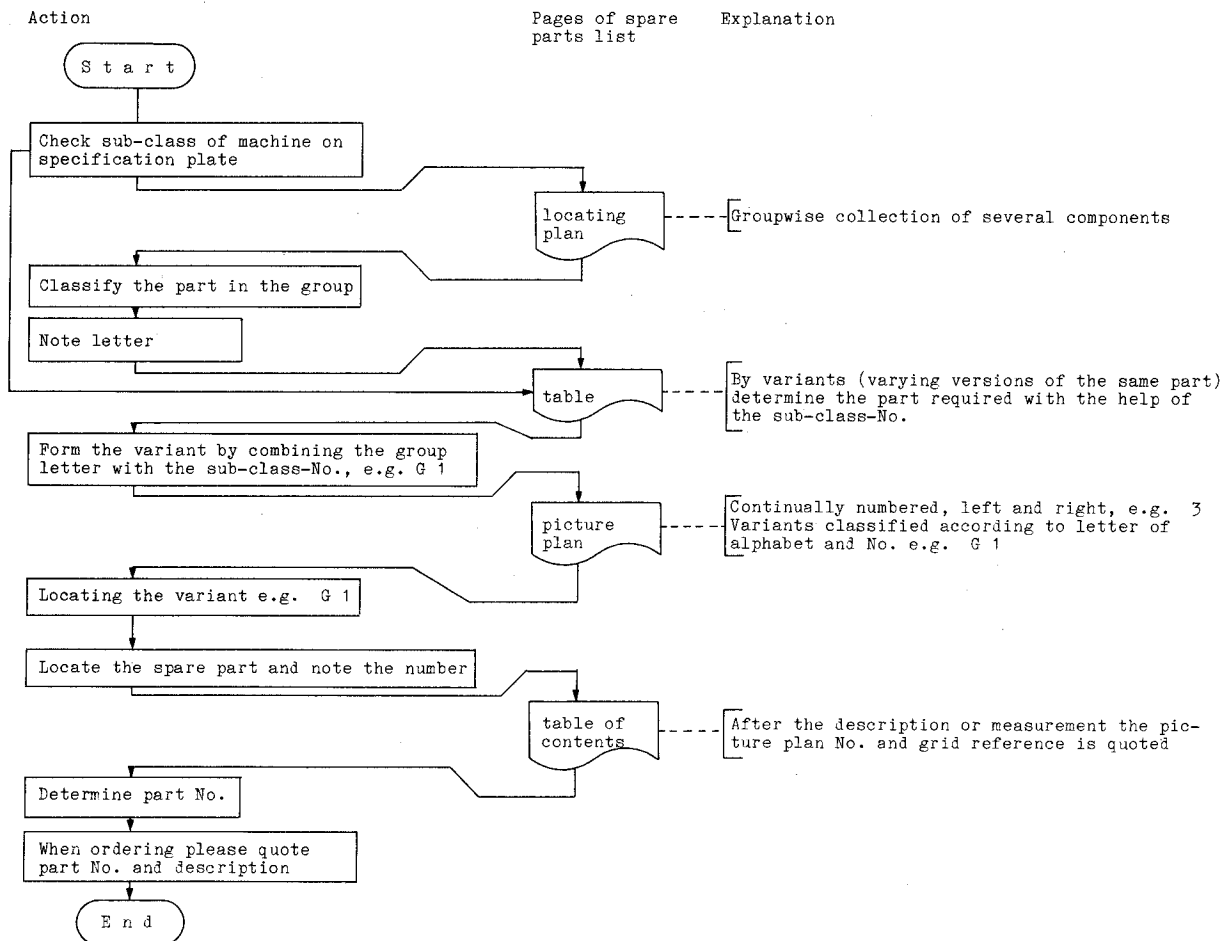 Action
Pages of spare
parts list
Explanation
Start
Check sub-class of machine on
specification plate
locating
plan
Groupwise collection of several components
Classify the part in the group
Note letter
table
By variants (varying versions of the same part)
determine the part required with the help of
the sub-class-No.
Form the variant by combining the group
letter with the sub-class-No., e.g. G 1
picture
plan
Continually numbered, left and right, e.g. 3
Variants classified according to letter of
alphabet and No. e.g. G 1
Locating the variant e.g. G 1
Locate the spare part and note the number
table of
contents
After the description or measurement the pic-
ture plan No. and grid reference is quoted
Determine part No.
When ordering please quote
part No. and description
End